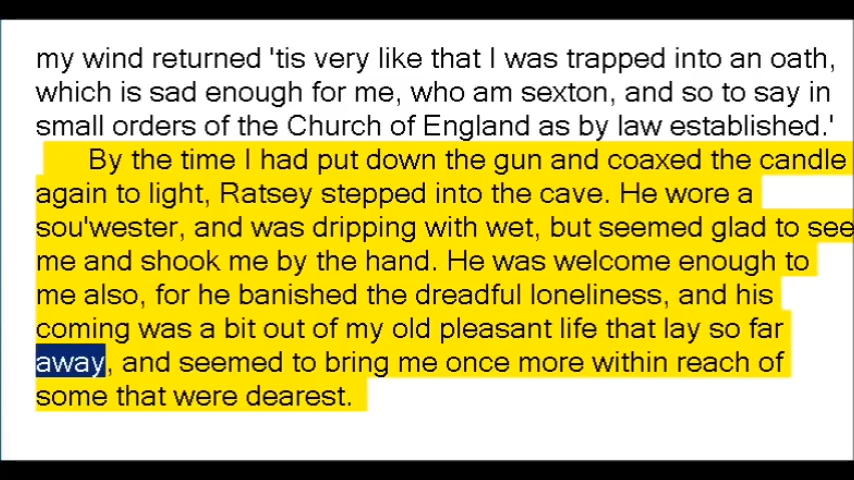 my wind returned 'tis very like that I was trapped into an oath,
which is sad enough for me, who am sexton, and so to say in
small orders of the Church of England as by law established.'
By the time I had put down the gun and coaxed the candle
again to light, Ratsey stepped into the cave. He wore a
sou'wester, and was dripping with wet, but seemed glad to see
me and shook me by the hand. He was welcome enough to
me also, for he banished the dreadful loneliness, and his
coming was a bit out of my old pleasant life that lay so far
away, and seemed to bring me once more within reach of
some that were dearest.